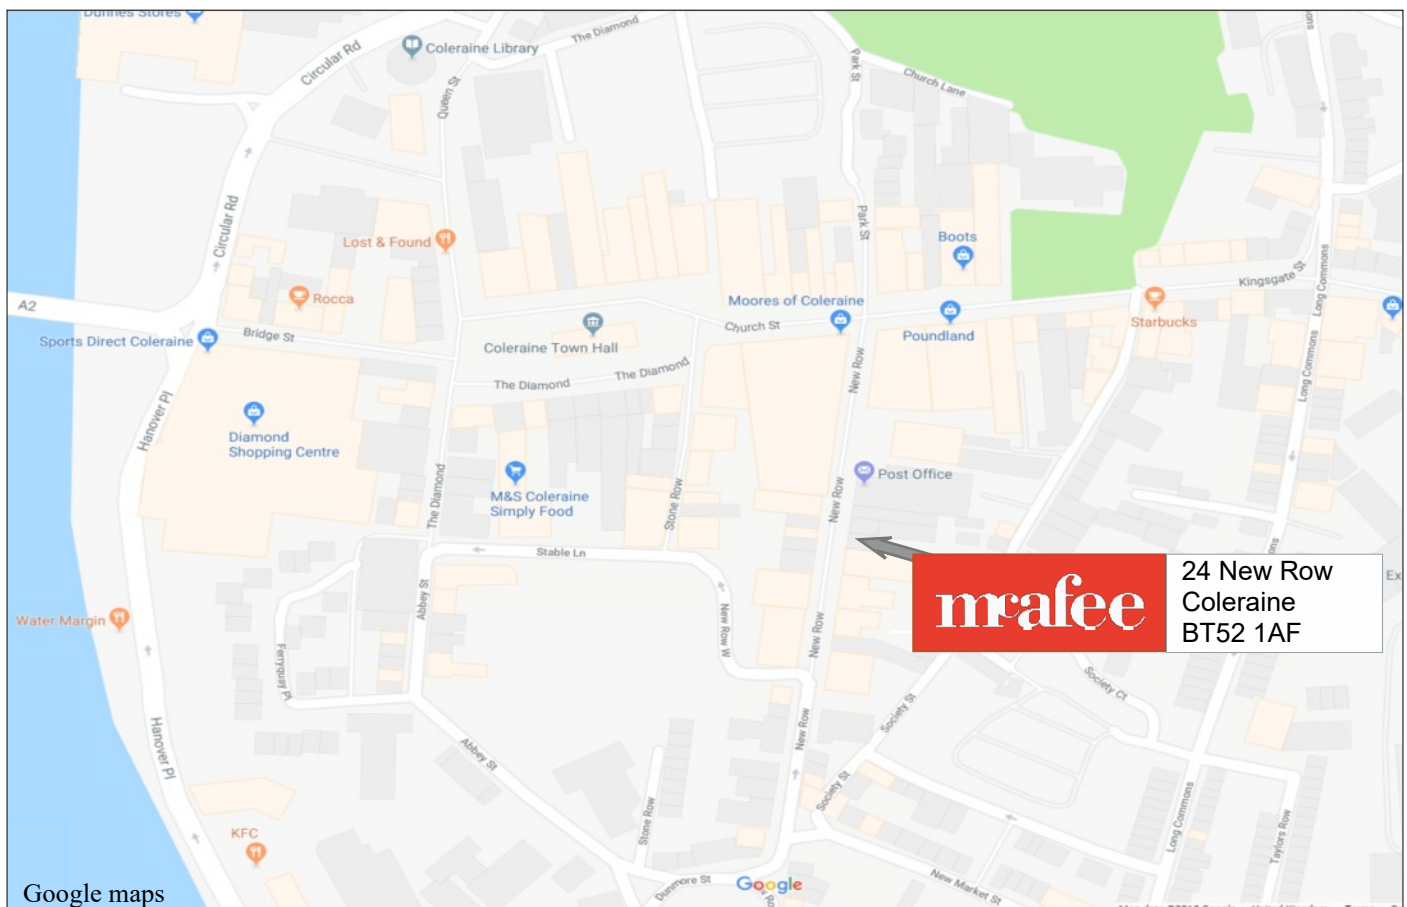 Dunnes Stores
Circular Rd
Coleraine Library
The Diamond
Queen St
Park St
Church Lane
Circular Rd
Lost & Found
Park St
Boots
Kingsgate St
Long Commons
Rocca
A2
Moores of Coleraine
Church St
Poundland
Starbucks
Bridge St
Sports Direct Coleraine
Coleraine Town Hall
The Diamond
The Diamond
New Row
Long Commons
Hanover Pl
Diamond
Shopping Centre
The Diamond
M&S Coleraine
Simply Food
Stone Row
New Row
Post Office
Stable Ln
mcafee
24 New Row
Coleraine
BT52 1AF
Water Margin
Abbey St
New Row W
New Row
Ferryquay Pl
Society Ct
Society St
Hanover Pl
Abbey St
New Row
Society St
Stone Row
Long Commons
Taylors Row
KFC
Dunmore St
Google
New Market St
Google maps